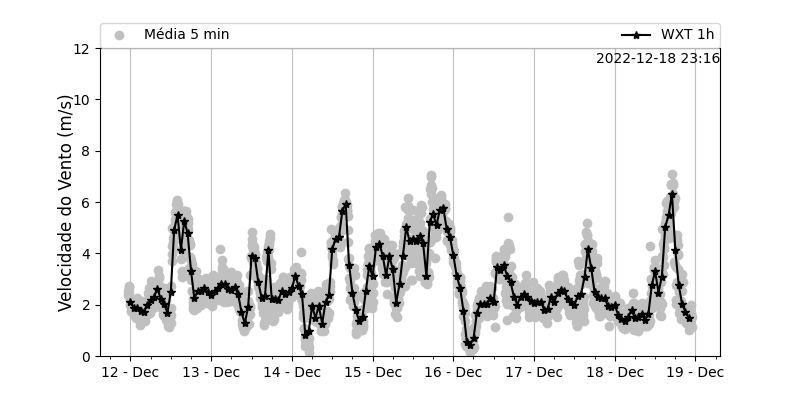 Média 5 min
WXT 1h
2022-12-18 23:16
Velocidade do Vento (m/s)
12
10
8
6
4
2
0
12 - Dec 13 - Dec 14 - Dec 15 - Dec 16 - Dec 17 - Dec 18 - Dec 19 - Dec